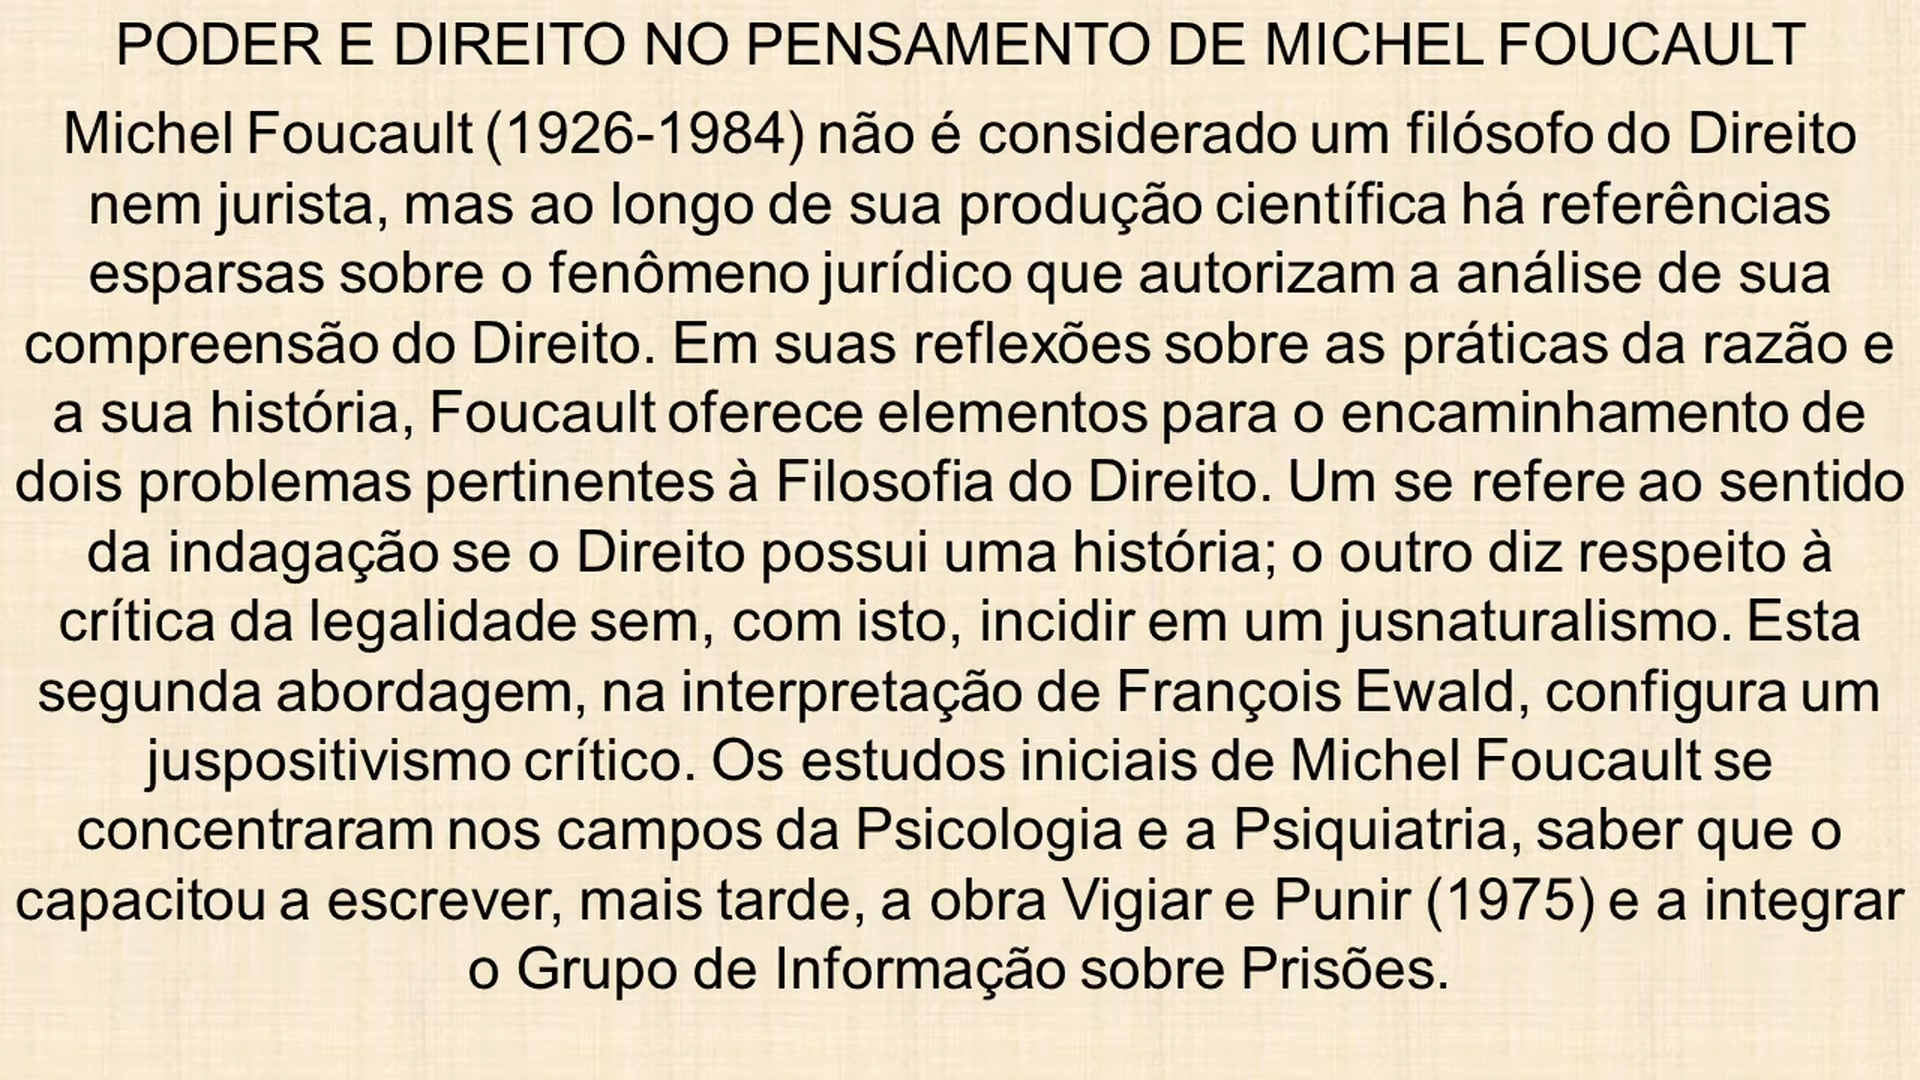 PODER E DIREITO NO PENSAMENTO DE MICHEL FOUCAULT
Michel Foucault (1926-1984) não é considerado um filósofo do Direito
nem jurista, mas ao longo de sua produção científica há referências
esparsas sobre o fenômeno jurídico que autorizam a análise de sua
compreensão do Direito. Em suas reflexões sobre as práticas da razão e
a sua história, Foucault oferece elementos para o encaminhamento de
dois problemas pertinentes à Filosofia do Direito. Um se refere ao sentido
da indagação se o Direito possui uma história; o outro diz respeito à
crítica da legalidade sem, com isto, incidir em um jusnaturalismo. Esta
segunda abordagem, na interpretação de François Ewald, configura um
juspositivismo crítico. Os estudos iniciais de Michel Foucault se
concentraram nos campos da Psicologia e a Psiquiatria, saber que o
capacitou a escrever, mais tarde, a obra Vigiar e Punir (1975) e a integrar
o Grupo de Informação sobre Prisões.